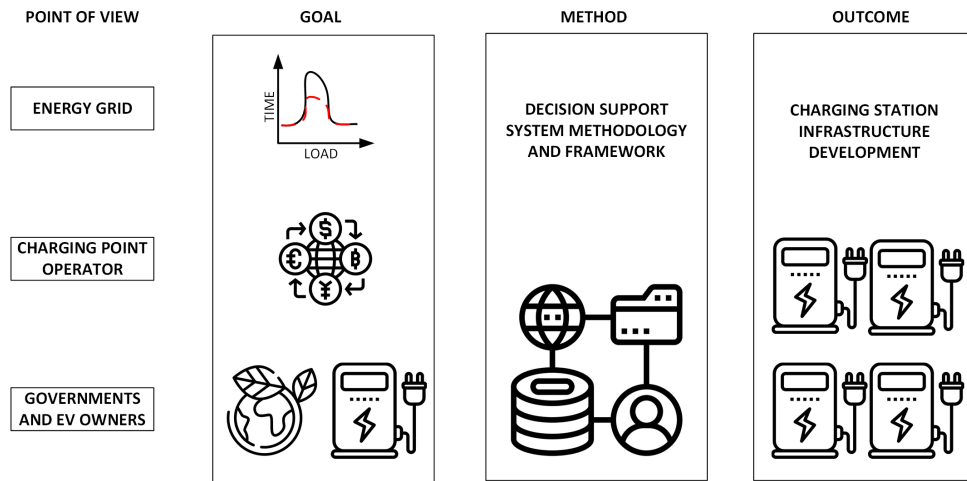 POINT OF VIEW
GOAL
METHOD
OUTCOME
ENERGY GRID
TIME
LOAD
DECISION SUPPORT
SYSTEM METHODOLOGY
AND FRAMEWORK
CHARGING STATION
INFRASTRUCTURE
DEVELOPMENT
CHARGING POINT
OPERATOR
$
€
฿
¥
GOVERNMENTS
AND EV OWNERS